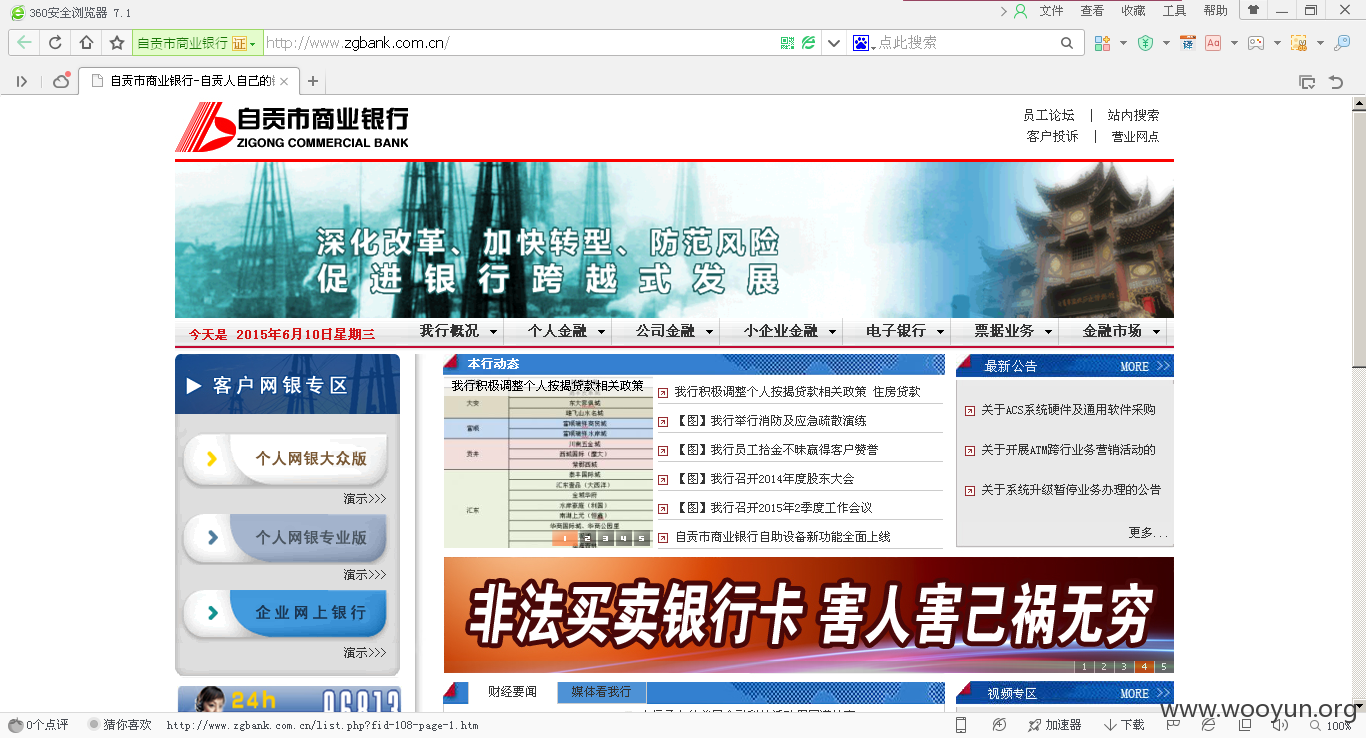 360安全浏览器 7.1
文件 查看 收藏 工具 帮助
自贡市商业银行 证 http://www.zgbank.com.cn/ 点此搜索
自贡市商业银行-自贡人自己的
自贡市商业银行
ZIGONG COMMERCIAL BANK
员工论坛 | 站内搜索
客户投诉 | 营业网点
深化改革、加快转型、防范风险
促进银行跨越式发展
今天是 2015年6月10日星期三 我行概况 个人金融 公司金融 小企业金融 电子银行 票据业务 金融市场
客户网银专区
个人网银大众版
演示>>>
个人网银专业版
演示>>>
企业网上银行
演示>>>
24h
本行动态
我行积极调整个人按揭贷款相关政策
大安
富顺
贡井
汇东
1 2 3 4 5
我行积极调整个人按揭贷款相关政策 住房贷款
【图】我行举行消防及应急疏散演练
【图】我行员工拾金不昧赢得客户赞誉
【图】我行召开2014年度股东大会
【图】我行召开2015年2季度工作会议
自贡市商业银行自助设备新功能全面上线
最新公告 MORE >>
关于ACS系统硬件及通用软件采购
关于开展ATM跨行业务营销活动的
关于系统升级暂停业务办理的公告
更多...
非法买卖银行卡 害人害己祸无穷
1 2 3 4 5
财经要闻 媒体看我行
视频专区 MORE >>
www.wooyun.org
0个点评 猜你喜欢 http://www.zgbank.com.cn/list.php?fid-108-page-1.htm
加速器 下载 100%